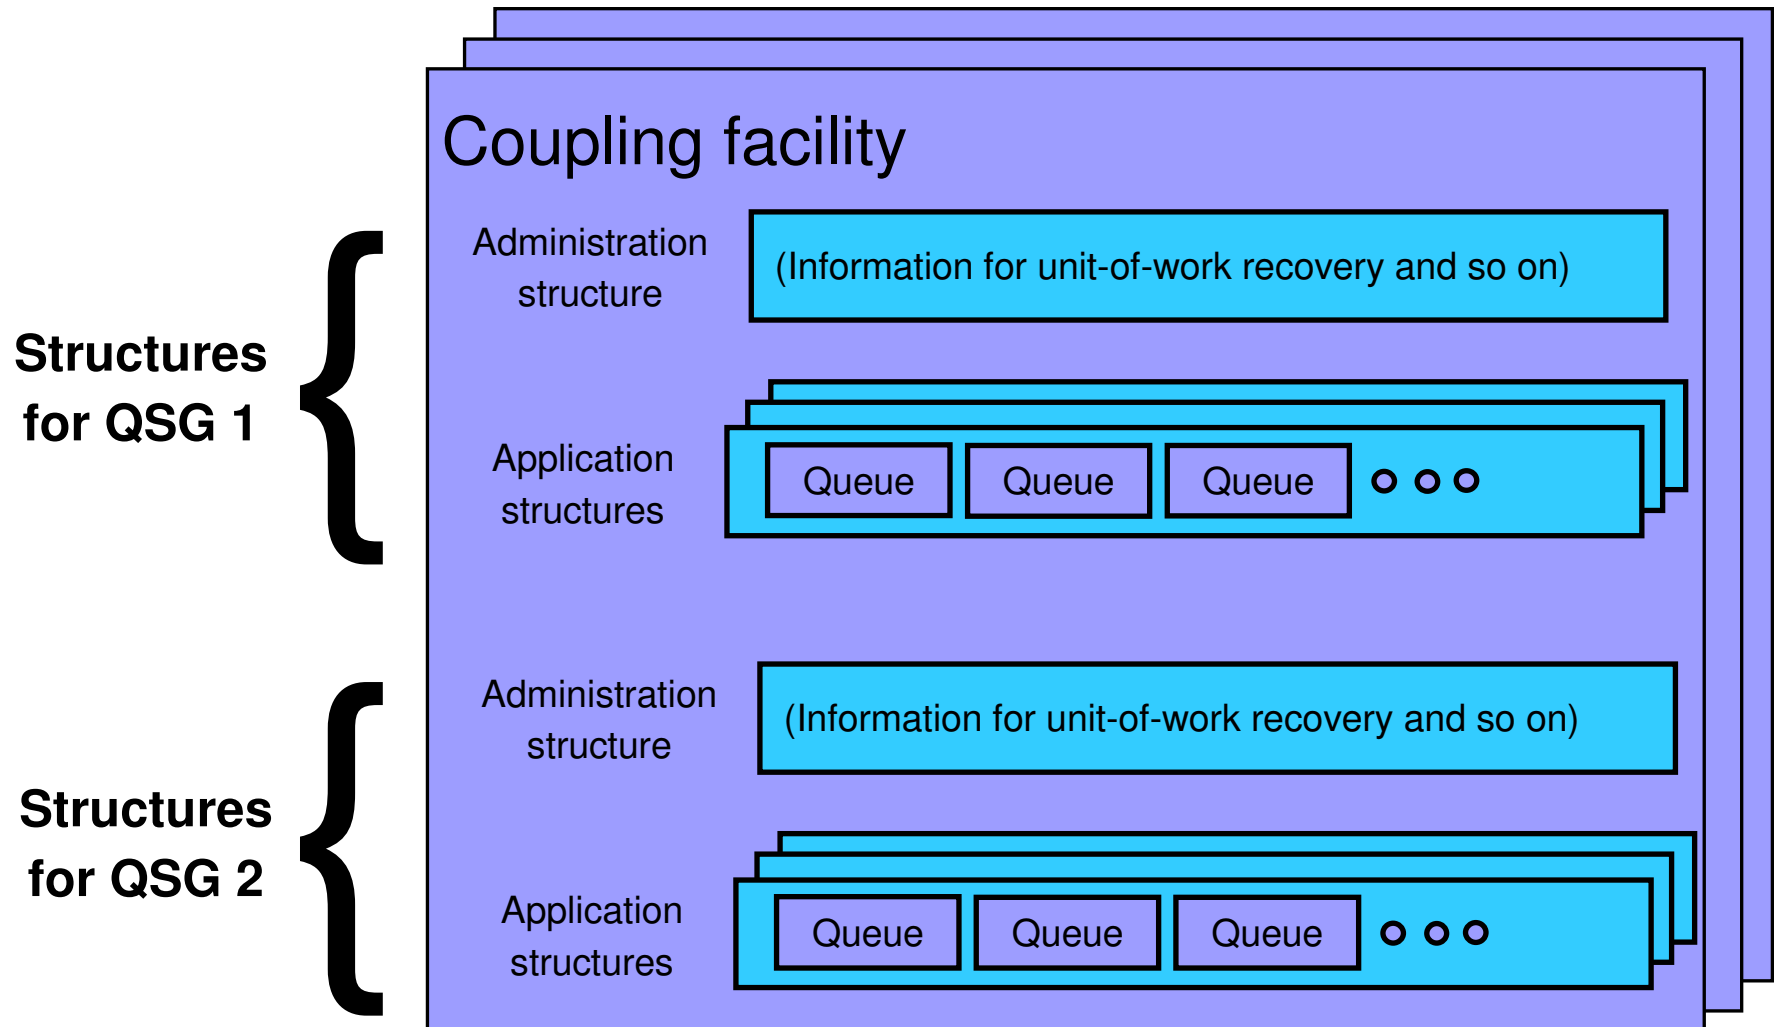 Coupling facility
Structures
for QSG 1
Administration
structure
(Information for unit-of-work recovery and so on)
Application
structures
Queue Queue Queue
Structures
for QSG 2
Administration
structure
(Information for unit-of-work recovery and so on)
Application
structures
Queue Queue Queue